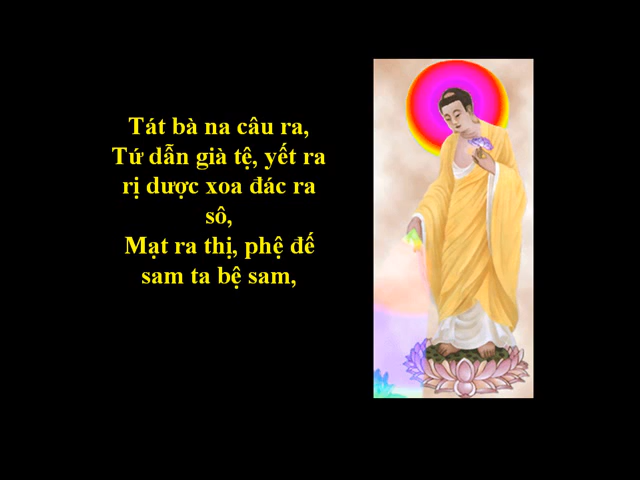 Tát bà na câu ra,
Tứ dẫn già tệ, yết ra
rị dược xoa đác ra
sô,
Mạt ra thị, phệ đế
sam ta bệ sam,